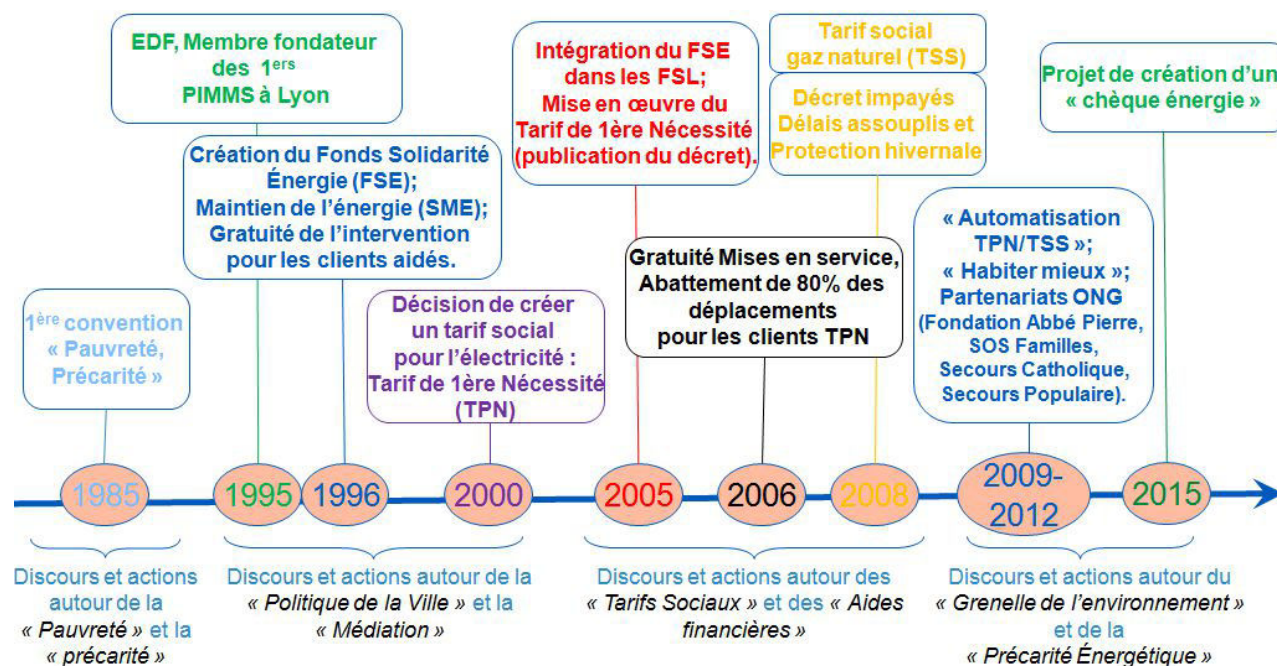 EDF, Membre fondateur
des 1ers
PIMMS à Lyon
Création du Fonds Solidarité
Énergie (FSE);
Maintien de l'énergie (SME);
Gratuité de l'intervention
pour les clients aidés.
1ère convention
« Pauvreté,
Précarité »
Décision de créer
un tarif social
pour l'électricité :
Tarif de 1ère Nécessité
(TPN)
Intégration du FSE
dans les FSL;
Mise en œuvre du
Tarif de 1ère Nécessité
(publication du décret).
Gratuité Mises en service,
Abattement de 80% des
déplacements
pour les clients TPN
Tarif social
gaz naturel (TSS)
Décret impayés
Délais assouplis et
Protection hivernale
« Automatisation
TPN/TSS »;
« Habiter mieux »;
Partenariats ONG
(Fondation Abbé Pierre,
SOS Familles,
Secours Catholique,
Secours Populaire).
Projet de création d'un
« chèque énergie »
1985
1995
1996
2000
2005
2006
2008
2009-
2012
2015
Discours et actions
autour de la
« Pauvreté » et la
« précarité »
Discours et actions autour de la
« Politique de la Ville » et la
« Médiation »
Discours et actions autour des
« Tarifs Sociaux » et des « Aides
financières »
Discours et actions autour du
« Grenelle de l'environnement »
et de la
« Précarité Énergétique »